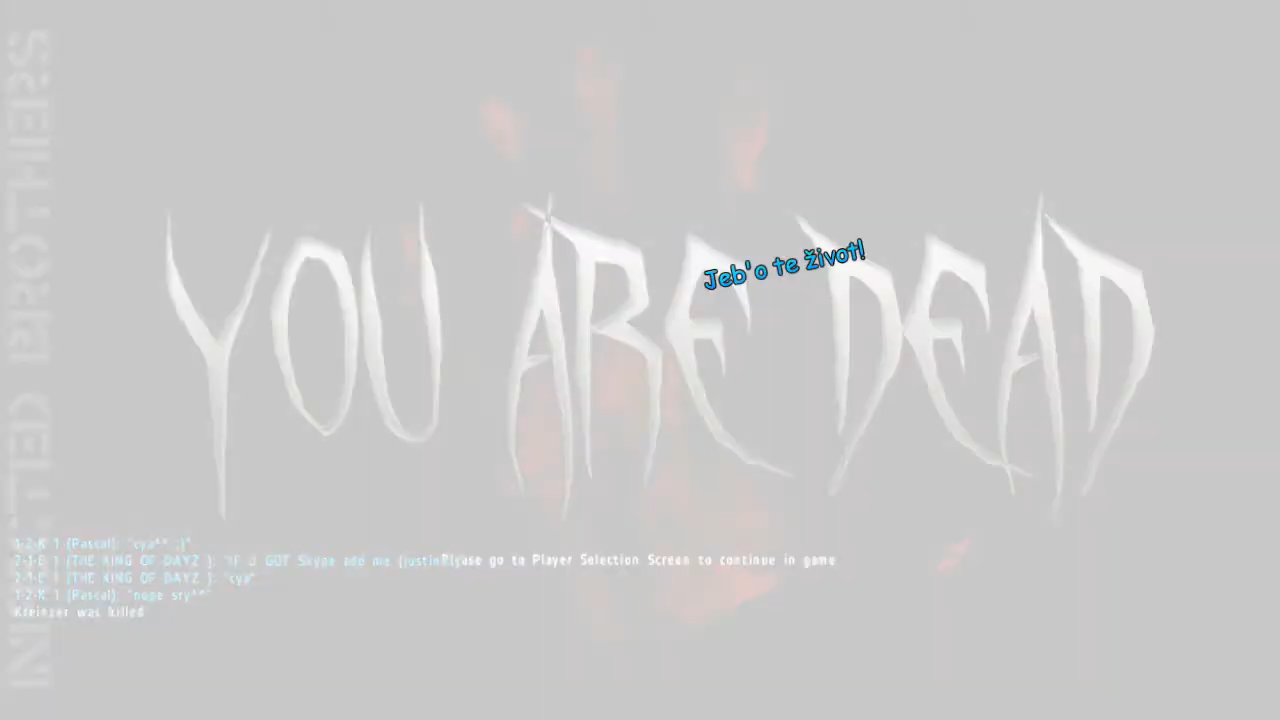 YOU ARE DEAD
Jeb'o te život!
1-2-K 1 (Pascal): "cya^^ ;)"
2-1-E 1 (THE KING OF DAYZ ): "IF U GOT Skype add me (justin
Please go to Player Selection Screen to continue in game
2-1-E 1 (THE KING OF DAYZ ): "cya"
1-2-K 1 (Pascal): "nope sry^^"
Kreinzer was killed
BROTHERS